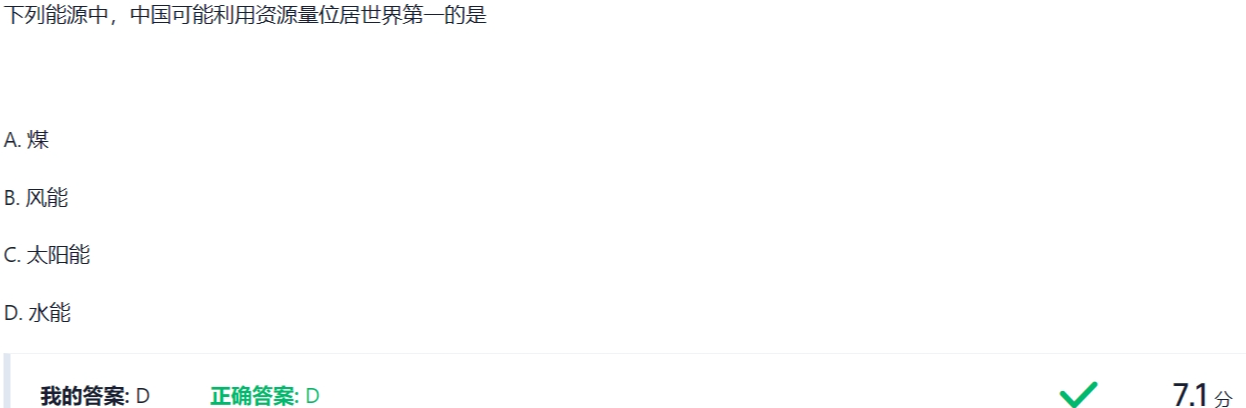 下列能源中，中国可能利用资源量位居世界第一的是
A. 煤
B. 风能
C. 太阳能
D. 水能
我的答案: D 正确答案: D 7.1 分